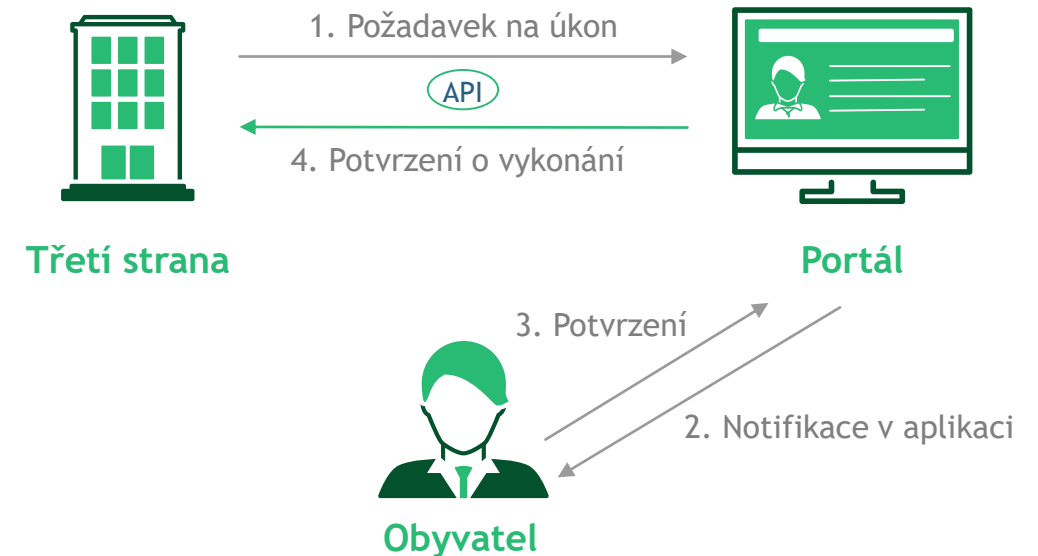 1. Požadavek na úkon
API
4. Potvrzení o vykonání
Třetí strana
Portál
3. Potvrzení
2. Notifikace v aplikaci
Obyvatel